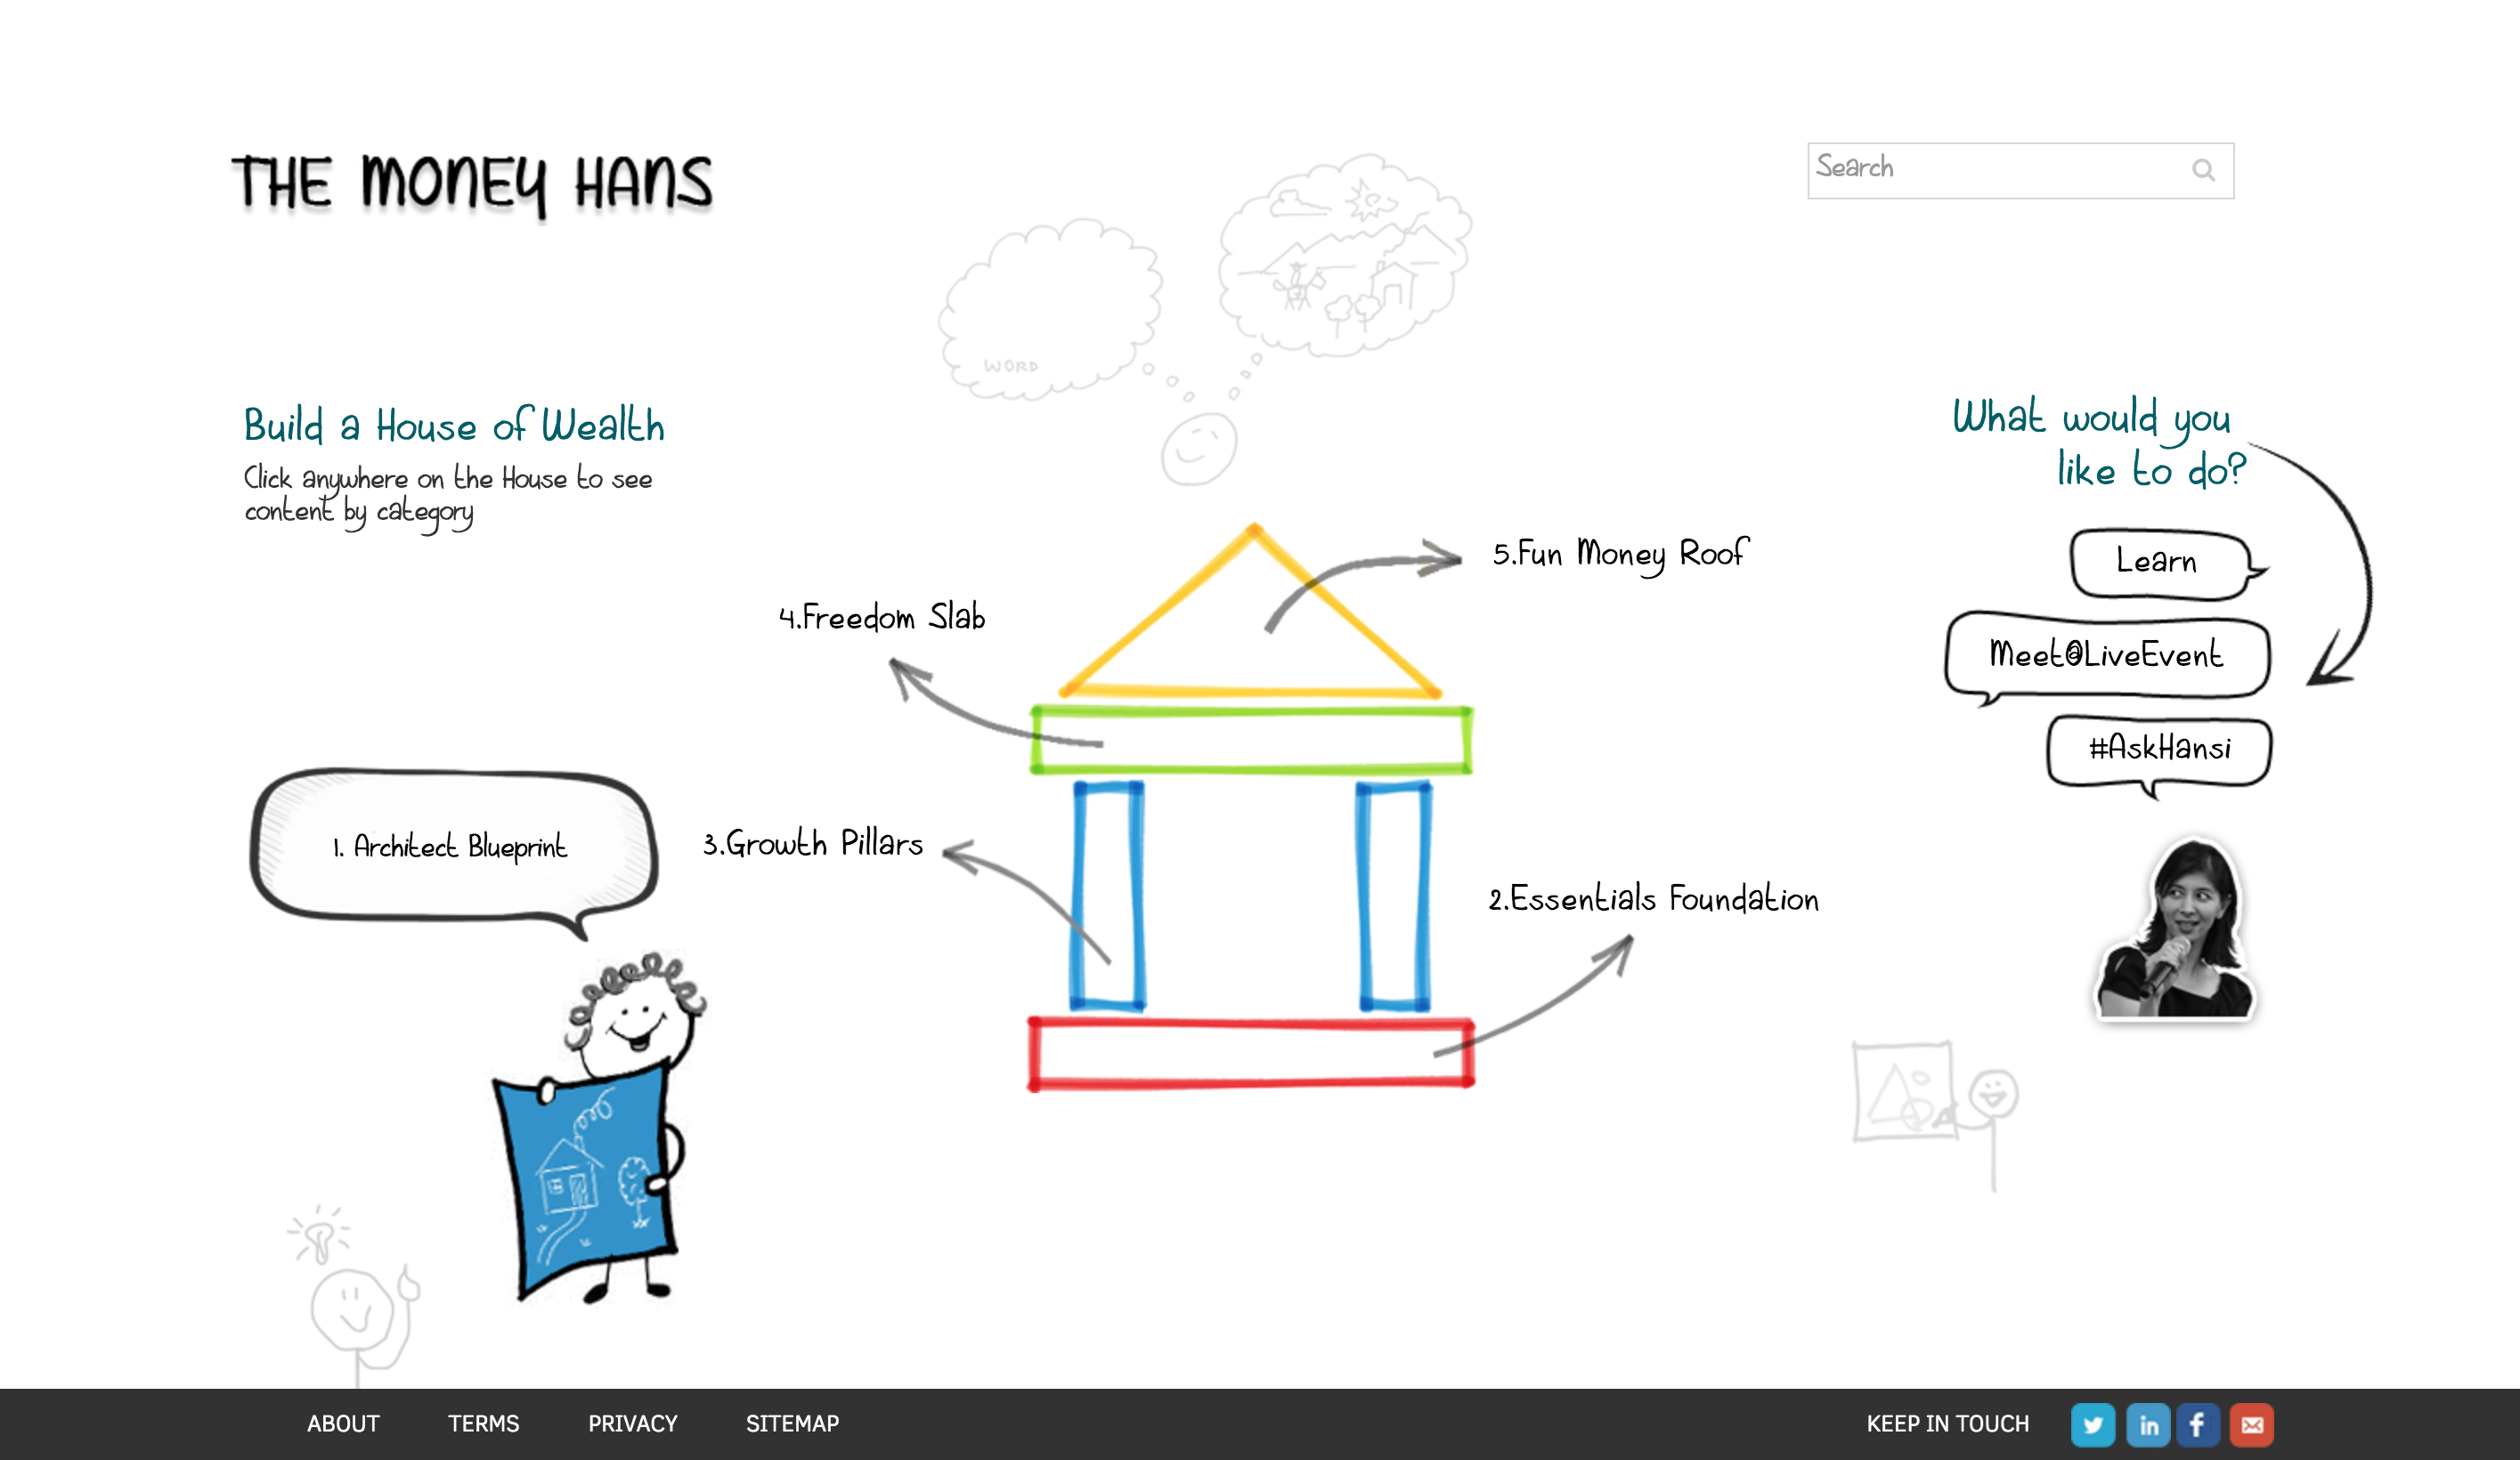 THE MONEY HANS
Search
WORD
Build a House of Wealth
Click anywhere on the House to see
content by category
What would you
like to do?
Learn
Meet@LiveEvent
#AskHansi
5.Fun Money Roof
4.Freedom Slab
1. Architect Blueprint
3.Growth Pillars
2.Essentials Foundation
ABOUT TERMS PRIVACY SITEMAP KEEP IN TOUCH